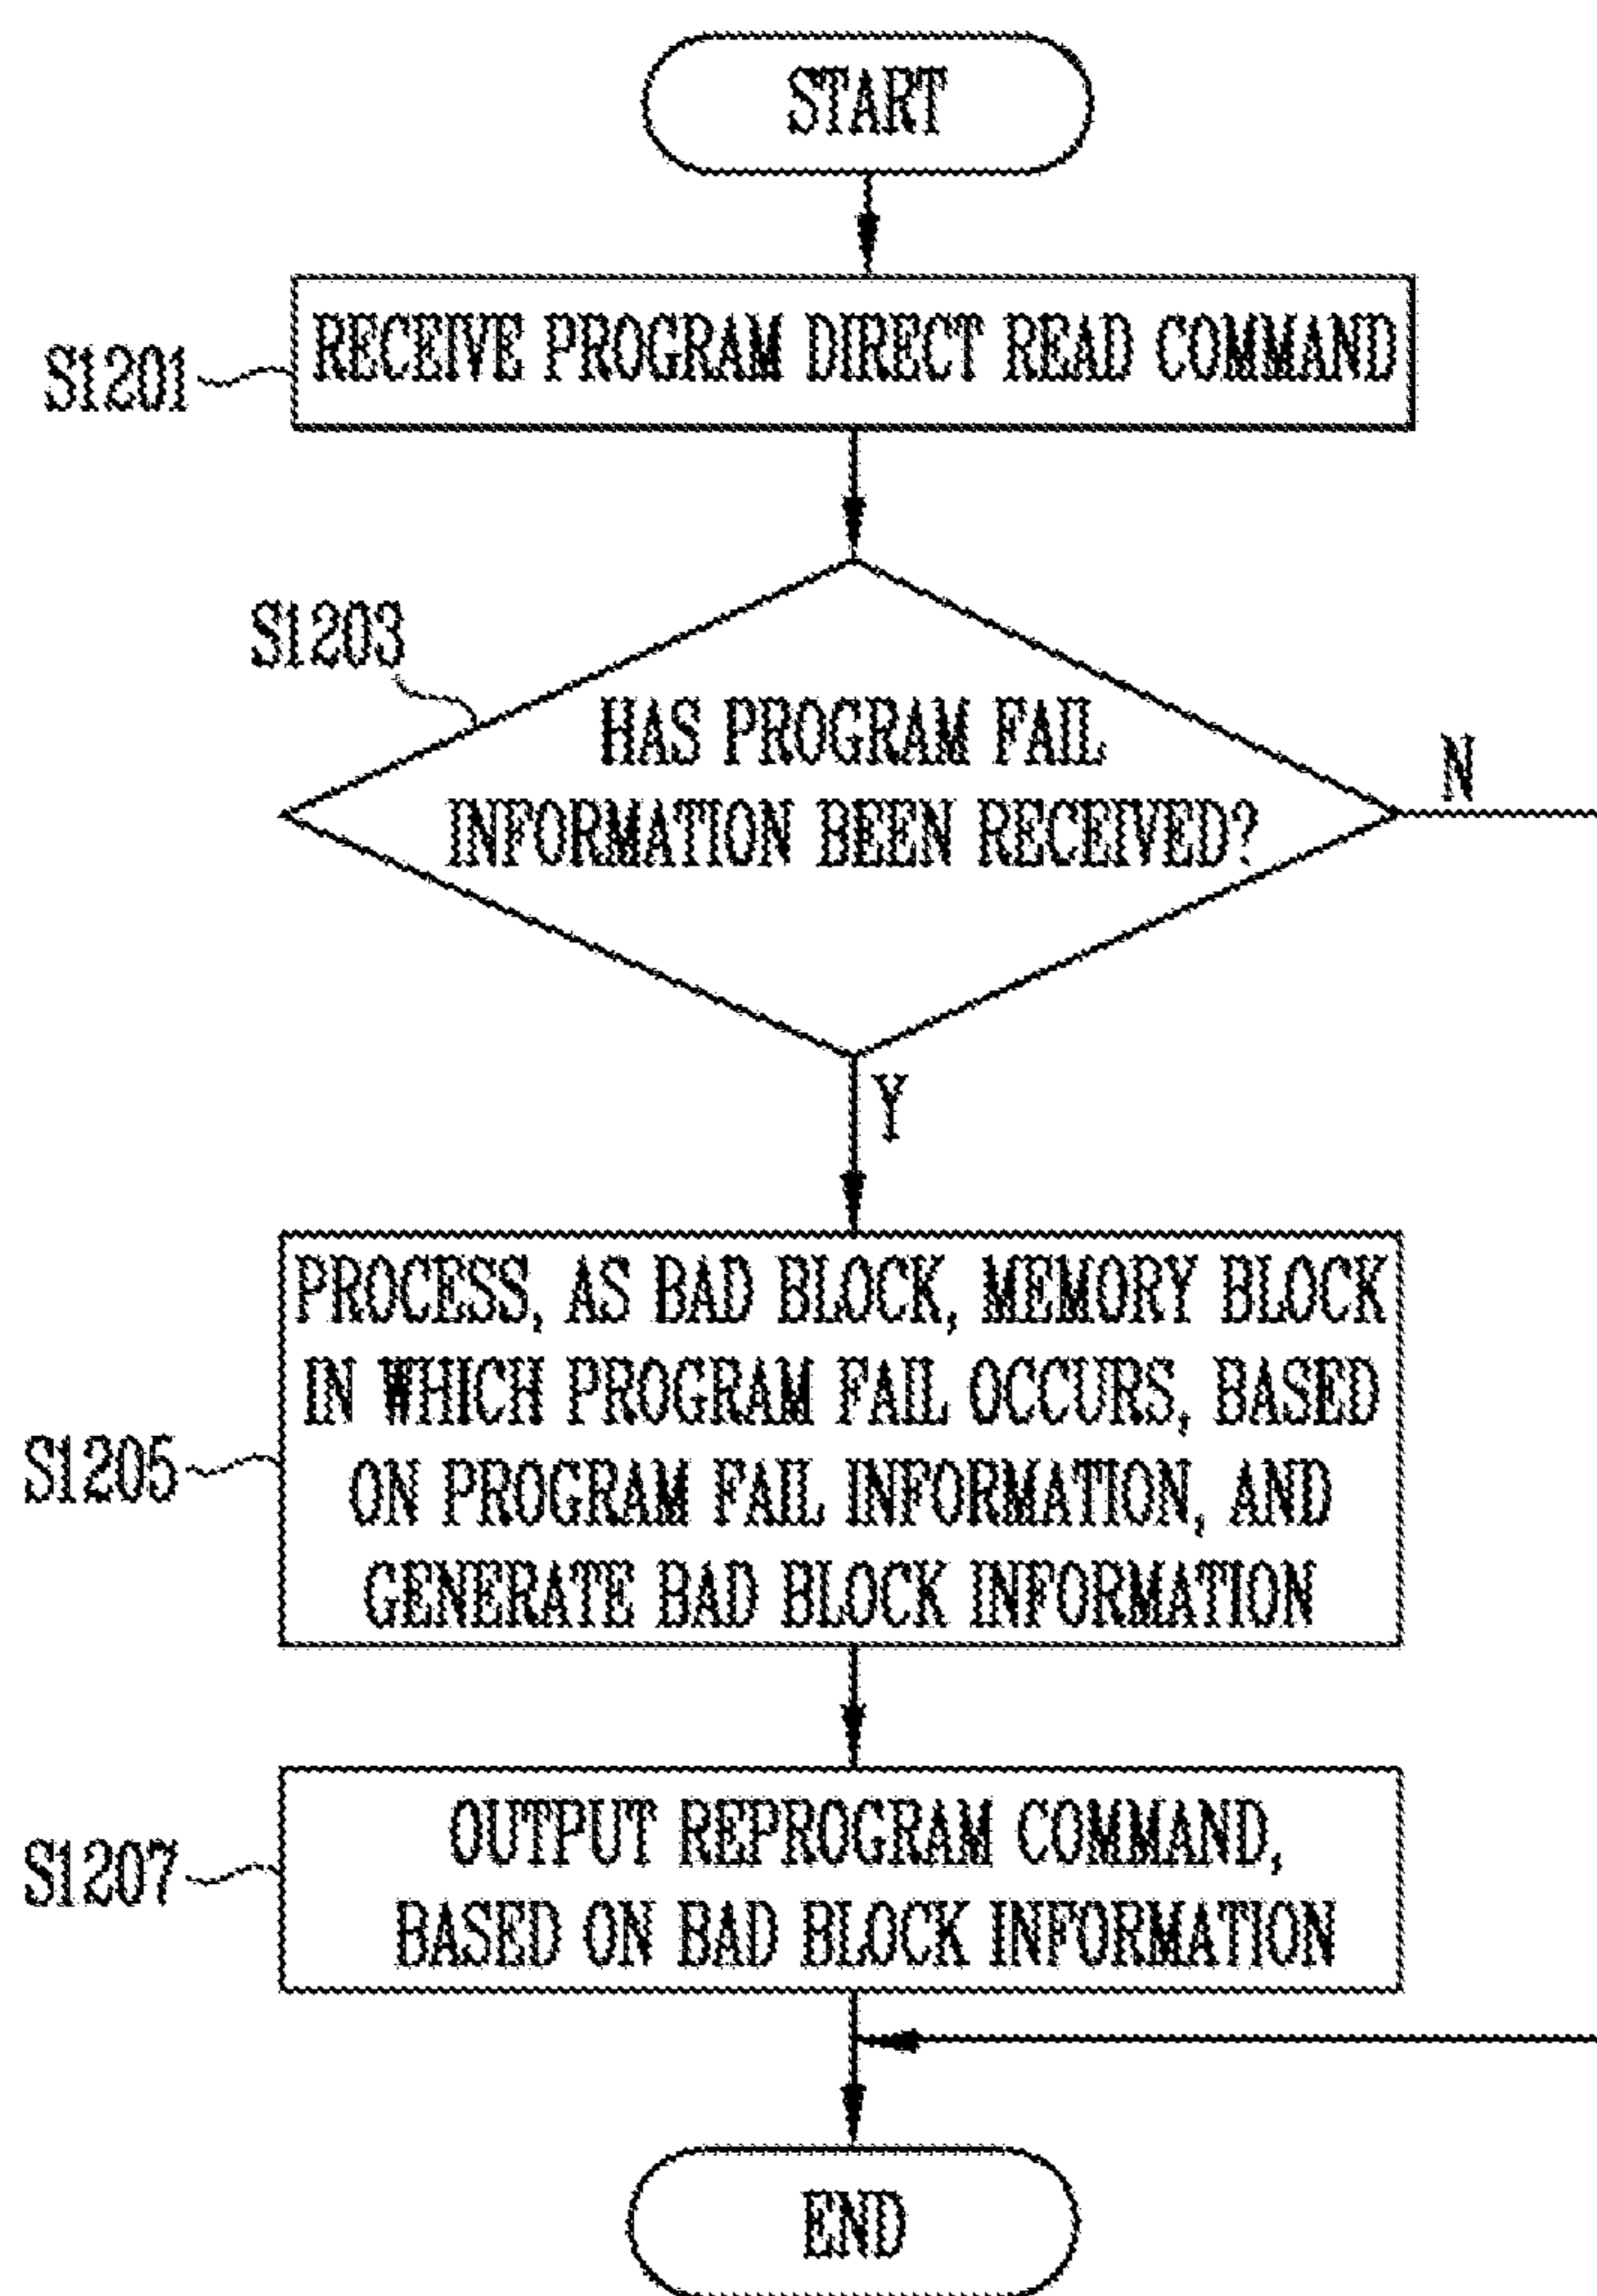 START
S1201
RECEIVE PROGRAM DIRECT READ COMMAND
S1203
HAS PROGRAM FAIL
INFORMATION BEEN RECEIVED?
N
Y
S1205
PROCESS, AS BAD BLOCK, MEMORY BLOCK
IN WHICH PROGRAM FAIL OCCURS, BASED
ON PROGRAM FAIL INFORMATION, AND
GENERATE BAD BLOCK INFORMATION
S1207
OUTPUT REPROGRAM COMMAND,
BASED ON BAD BLOCK INFORMATION
END